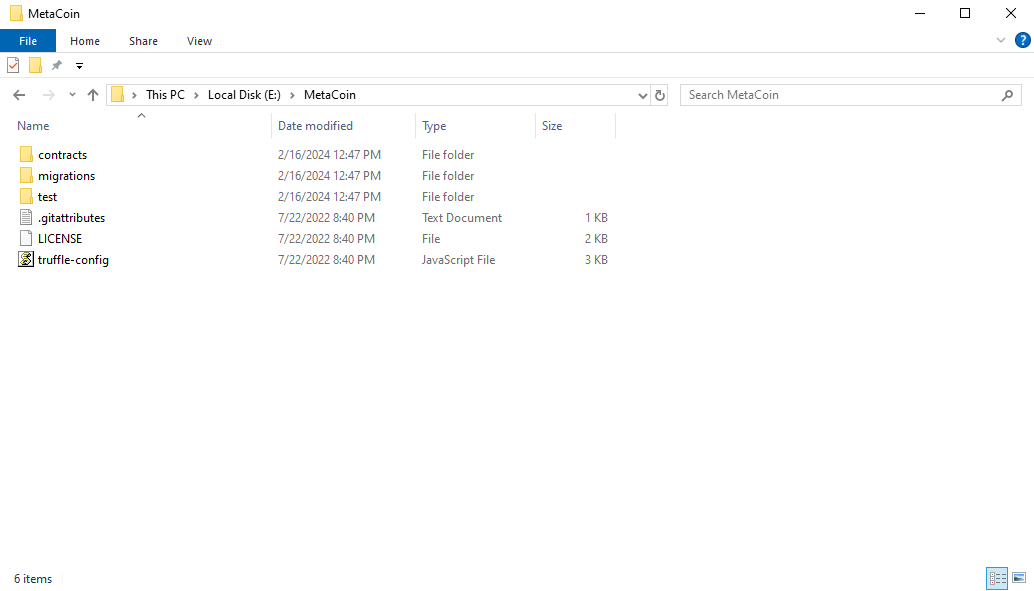 MetaCoin
File Home Share View
This PC Local Disk (E:) MetaCoin Search MetaCoin
Name Date modified Type Size
contracts 2/16/2024 12:47 PM File folder
migrations 2/16/2024 12:47 PM File folder
test 2/16/2024 12:47 PM File folder
.gitattributes 7/22/2022 8:40 PM Text Document 1 KB
LICENSE 7/22/2022 8:40 PM File 2 KB
truffle-config 7/22/2022 8:40 PM JavaScript File 3 KB
6 items